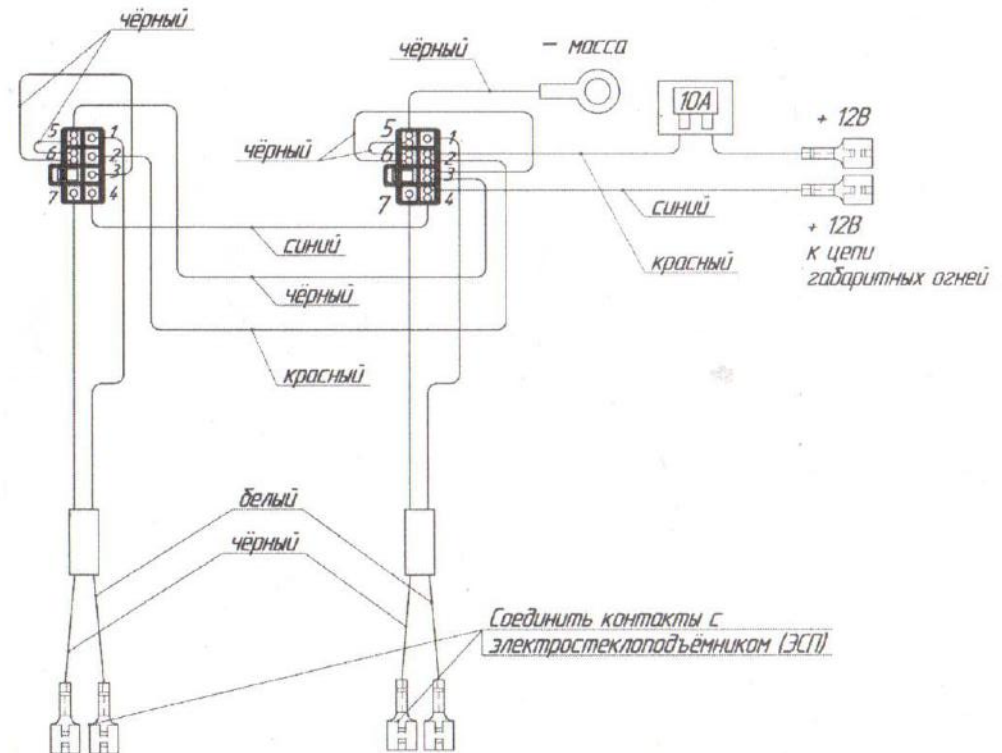 чёрный
чёрный
− масса
10А
+ 12В
5 1
6 2
3
7 4
чёрный
5 1
6 2
3
7 4
синий
+ 12В
к цепи
габаритных огней
красный
синий
чёрный
красный
белый
чёрный
Соединить контакты с
электростеклоподъёмником (ЭСП)